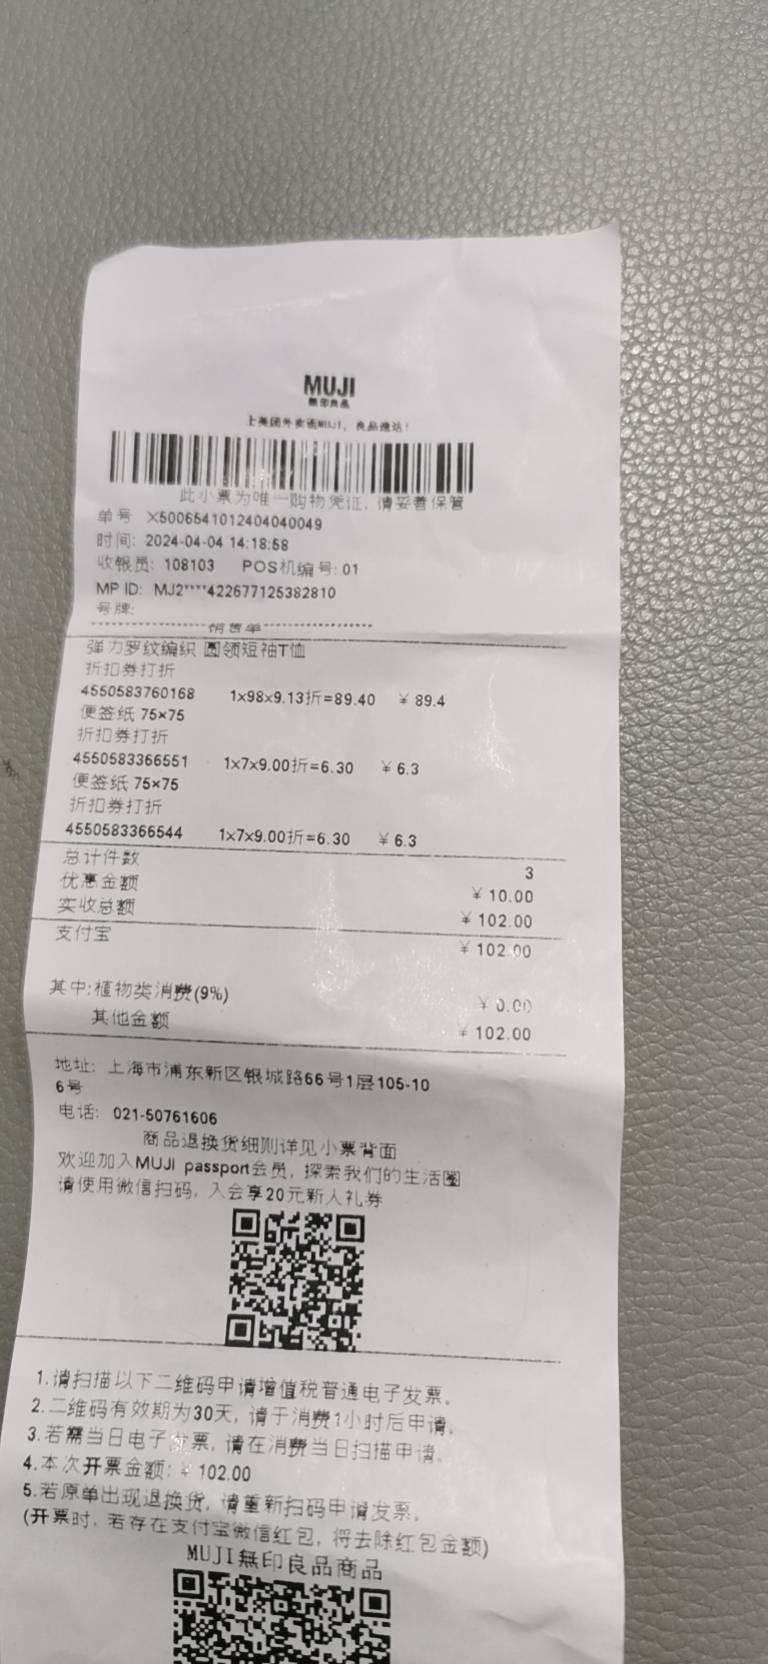 MUJI
無印良品
上美团外卖搜MUJI，良品速达！
此小票为唯一购物凭证，请妥善保管
单号 X5006541012404040049
时间: 2024-04-04 14:18:58
收银员: 108103 POS机编号: 01
MP ID: MJ2****422677125382810
号牌:
销售单
弹力罗纹编织 圆领短袖T恤
折扣券打折
4550583760168 1x98x9.13折=89.40 ￥89.4
便签纸 75×75
折扣券打折
4550583366551 1x7x9.00折=6.30 ￥6.3
便签纸 75×75
折扣券打折
4550583366544 1x7x9.00折=6.30 ￥6.3
总计件数 3
优惠金额 ￥10.00
实收总额 ￥102.00
支付宝 ￥102.00
其中:植物类消费(9%) ￥0.00
其他金额 ￥102.00
地址: 上海市浦东新区银城路66号1层105-10
6号
电话: 021-50761606
商品退换货细则详见小票背面
欢迎加入MUJI passport会员，探索我们的生活圈
请使用微信扫码，入会享20元新人礼券
1.请扫描以下二维码申请增值税普通电子发票。
2.二维码有效期为30天，请于消费1小时后申请。
3.若需当日电子发票，请在消费当日扫描申请。
4.本次开票金额: ￥102.00
5.若原单出现退换货，请重新扫码申请发票。
(开票时，若存在支付宝微信红包，将去除红包金额)
MUJI無印良品商品